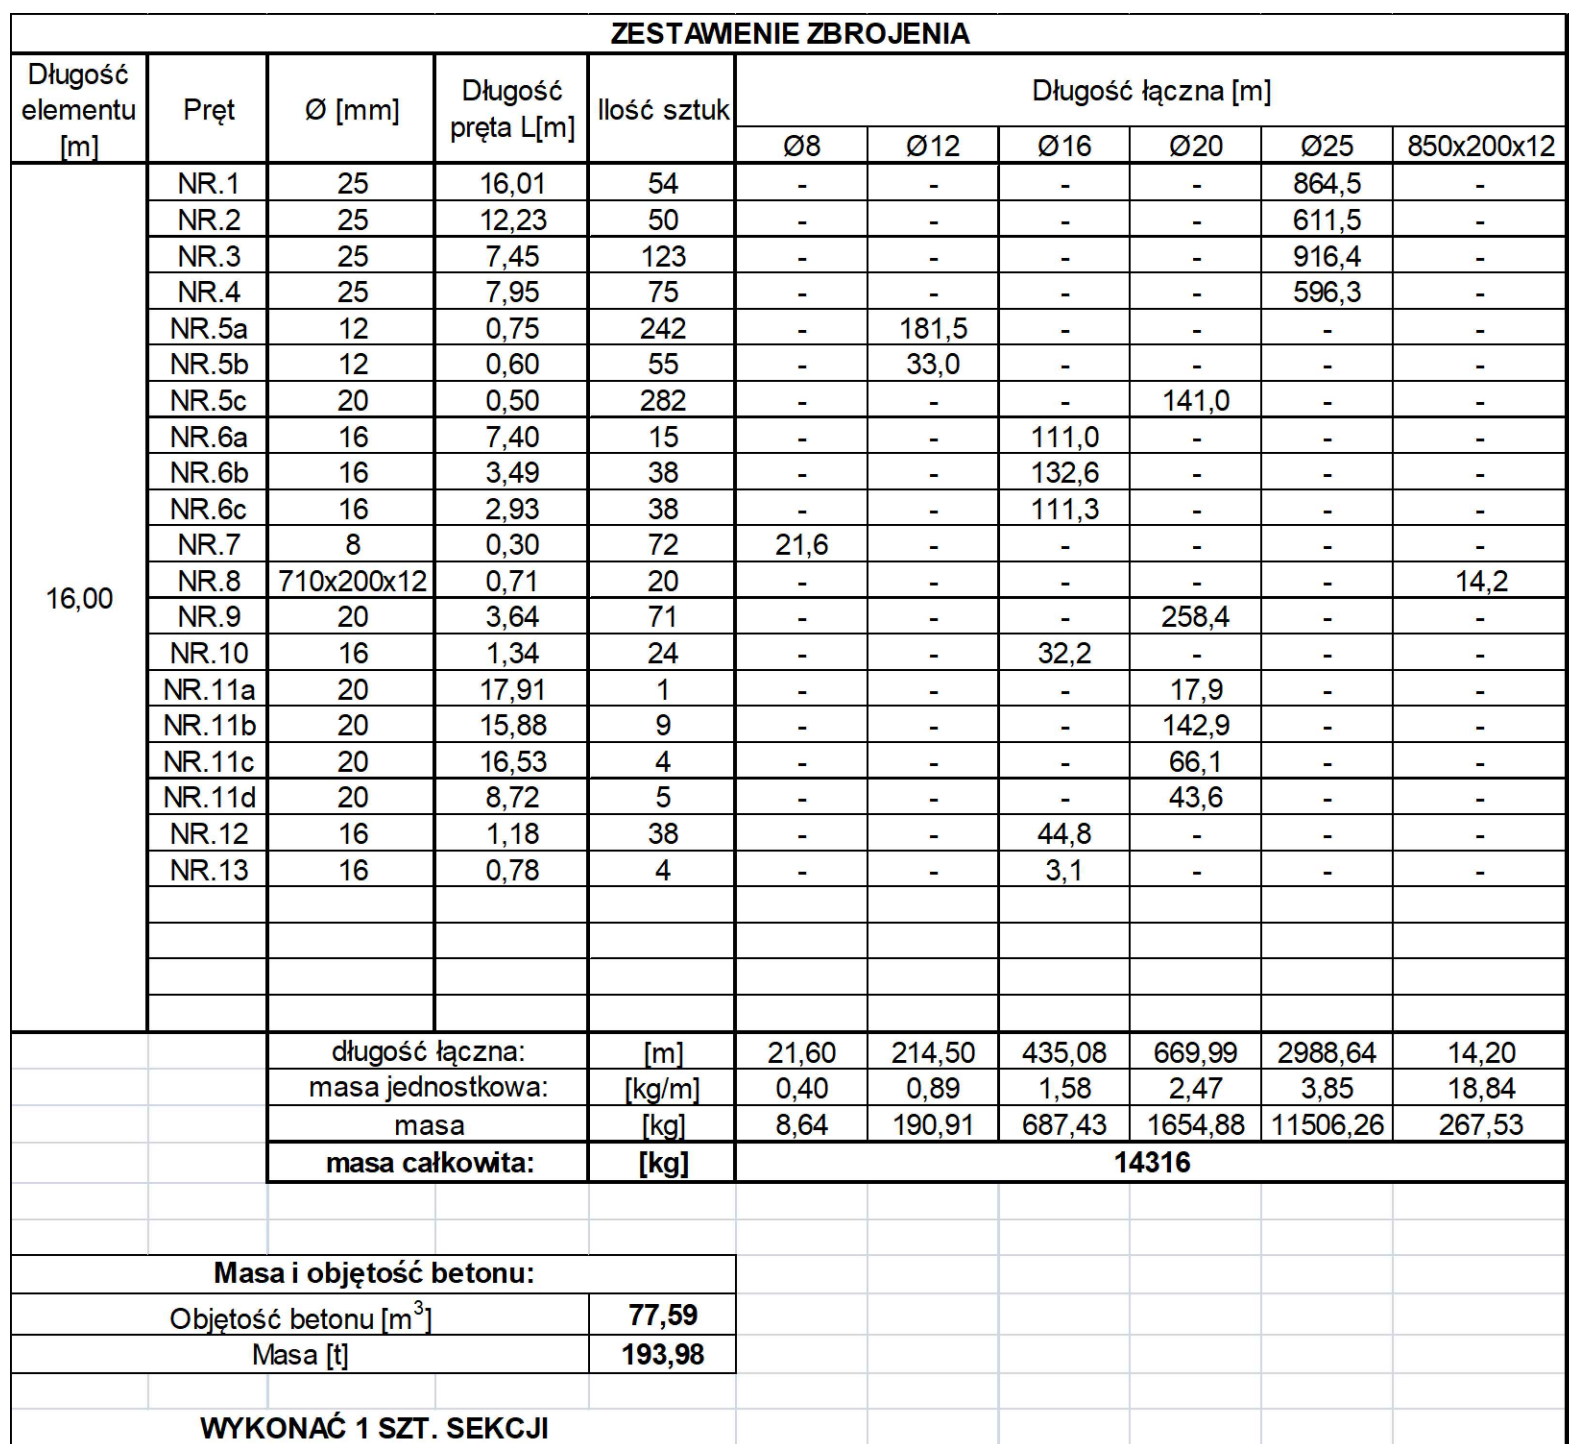 ZESTAWIENIE ZBROJENIA
Długość elementu [m] Pręt Ø [mm] Długość pręta L[m] Ilość sztuk Długość łączna [m]
Ø8 Ø12 Ø16 Ø20 Ø25 850x200x12
16,00
NR.1 25 16,01 54 - - - - 864,5 -
NR.2 25 12,23 50 - - - - 611,5 -
NR.3 25 7,45 123 - - - - 916,4 -
NR.4 25 7,95 75 - - - - 596,3 -
NR.5a 12 0,75 242 - 181,5 - - - -
NR.5b 12 0,60 55 - 33,0 - - - -
NR.5c 20 0,50 282 - - - 141,0 - -
NR.6a 16 7,40 15 - - 111,0 - - -
NR.6b 16 3,49 38 - - 132,6 - - -
NR.6c 16 2,93 38 - - 111,3 - - -
NR.7 8 0,30 72 21,6 - - - - -
NR.8 710x200x12 0,71 20 - - - - - 14,2
NR.9 20 3,64 71 - - - 258,4 - -
NR.10 16 1,34 24 - - 32,2 - - -
NR.11a 20 17,91 1 - - - 17,9 - -
NR.11b 20 15,88 9 - - - 142,9 - -
NR.11c 20 16,53 4 - - - 66,1 - -
NR.11d 20 8,72 5 - - - 43,6 - -
NR.12 16 1,18 38 - - 44,8 - - -
NR.13 16 0,78 4 - - 3,1 - - -
długość łączna: [m] 21,60 214,50 435,08 669,99 2988,64 14,20
masa jednostkowa: [kg/m] 0,40 0,89 1,58 2,47 3,85 18,84
masa [kg] 8,64 190,91 687,43 1654,88 11506,26 267,53
masa całkowita: [kg] 14316
Masa i objętość betonu:
Objętość betonu [m³] 77,59
Masa [t] 193,98
WYKONAĆ 1 SZT. SEKCJI